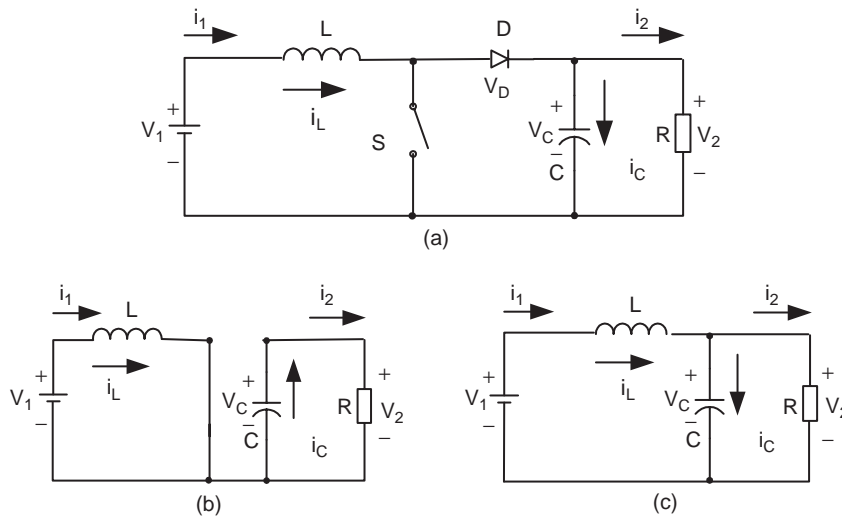 i1 L D i2
+ iL VD + +
V1 S VC R V2
− − C iC −
(a)
i1 L i2
+ iL + +
V1 VC R V2
− − C iC −
(b)
i1 L i2
+ iL + +
V1 VC R V2
− − C iC −
(c)